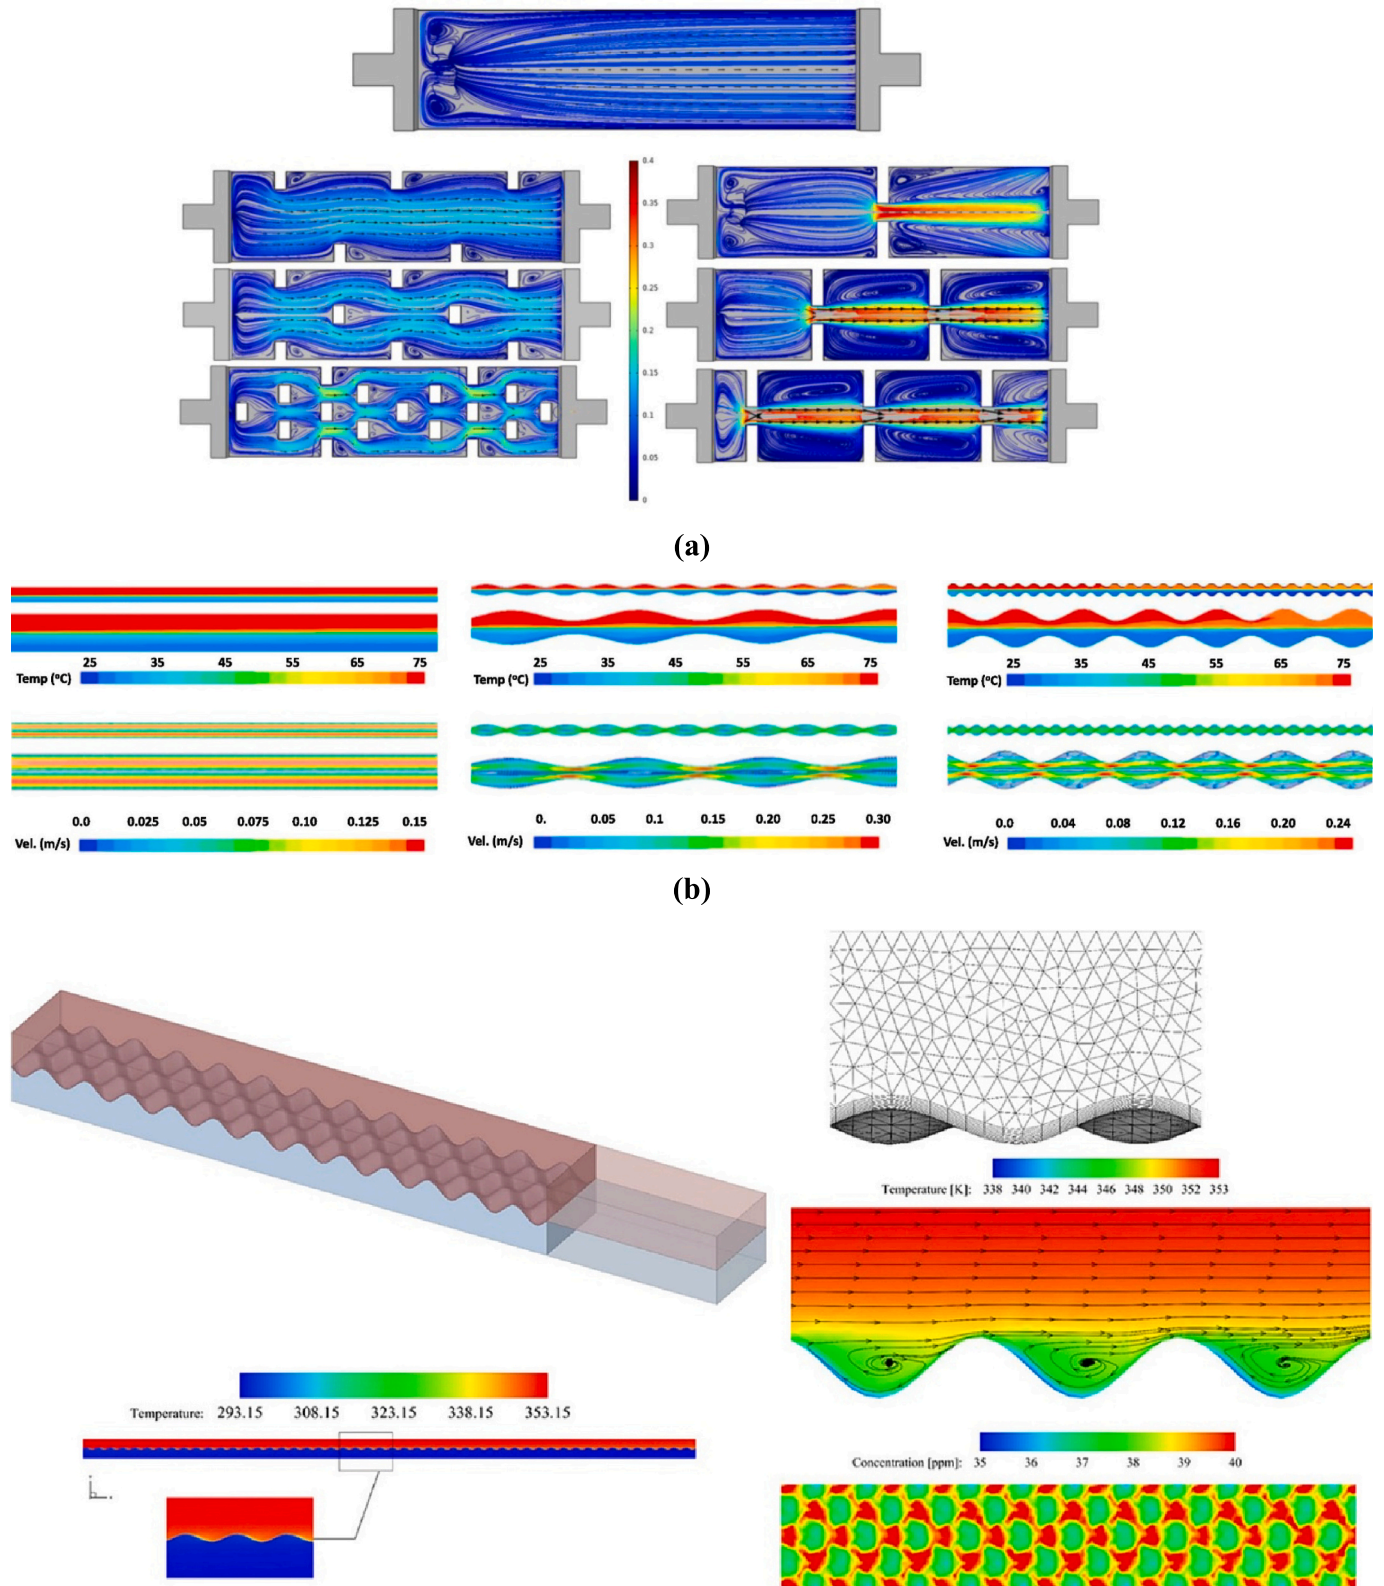 0.4
0.35
0.3
0.25
0.2
0.15
0.1
0.05
0
(a)
25 35 45 55 65 75
Temp (°C)
25 35 45 55 65 75
Temp (°C)
25 35 45 55 65 75
Temp (°C)
0.0 0.025 0.05 0.075 0.10 0.125 0.15
Vel. (m/s)
0. 0.05 0.1 0.15 0.20 0.25 0.30
Vel. (m/s)
0.0 0.04 0.08 0.12 0.16 0.20 0.24
Vel. (m/s)
(b)
Temperature [K]: 338 340 342 344 346 348 350 352 353
Temperature: 293.15 308.15 323.15 338.15 353.15
Concentration [ppm]: 35 36 37 38 39 40